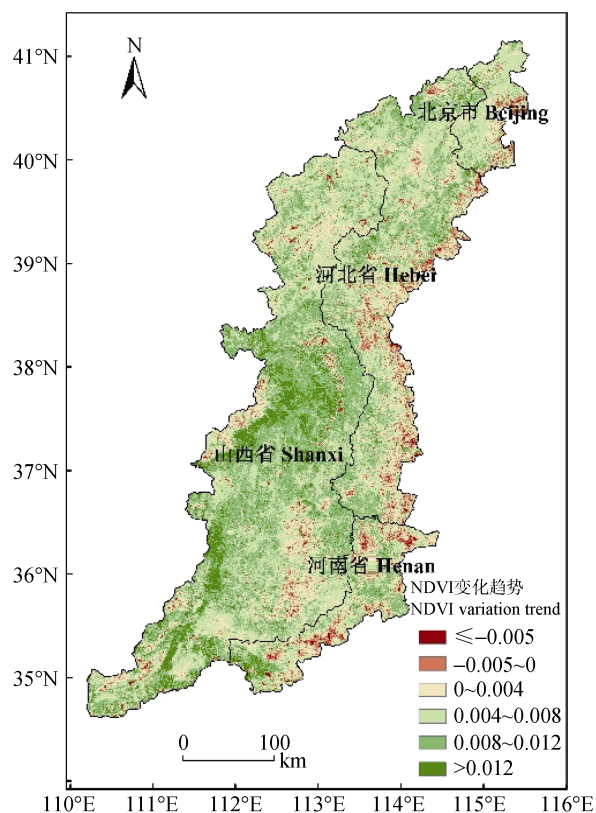 N
41°N
40°N
39°N
38°N
37°N
36°N
35°N
北京市 Beijing
河北省 Hebei
山西省 Shanxi
河南省 Henan
NDVI变化趋势
NDVI variation trend
≤−0.005
−0.005~0
0~0.004
0.004~0.008
0.008~0.012
>0.012
0 100
km
110°E 111°E 112°E 113°E 114°E 115°E 116°E